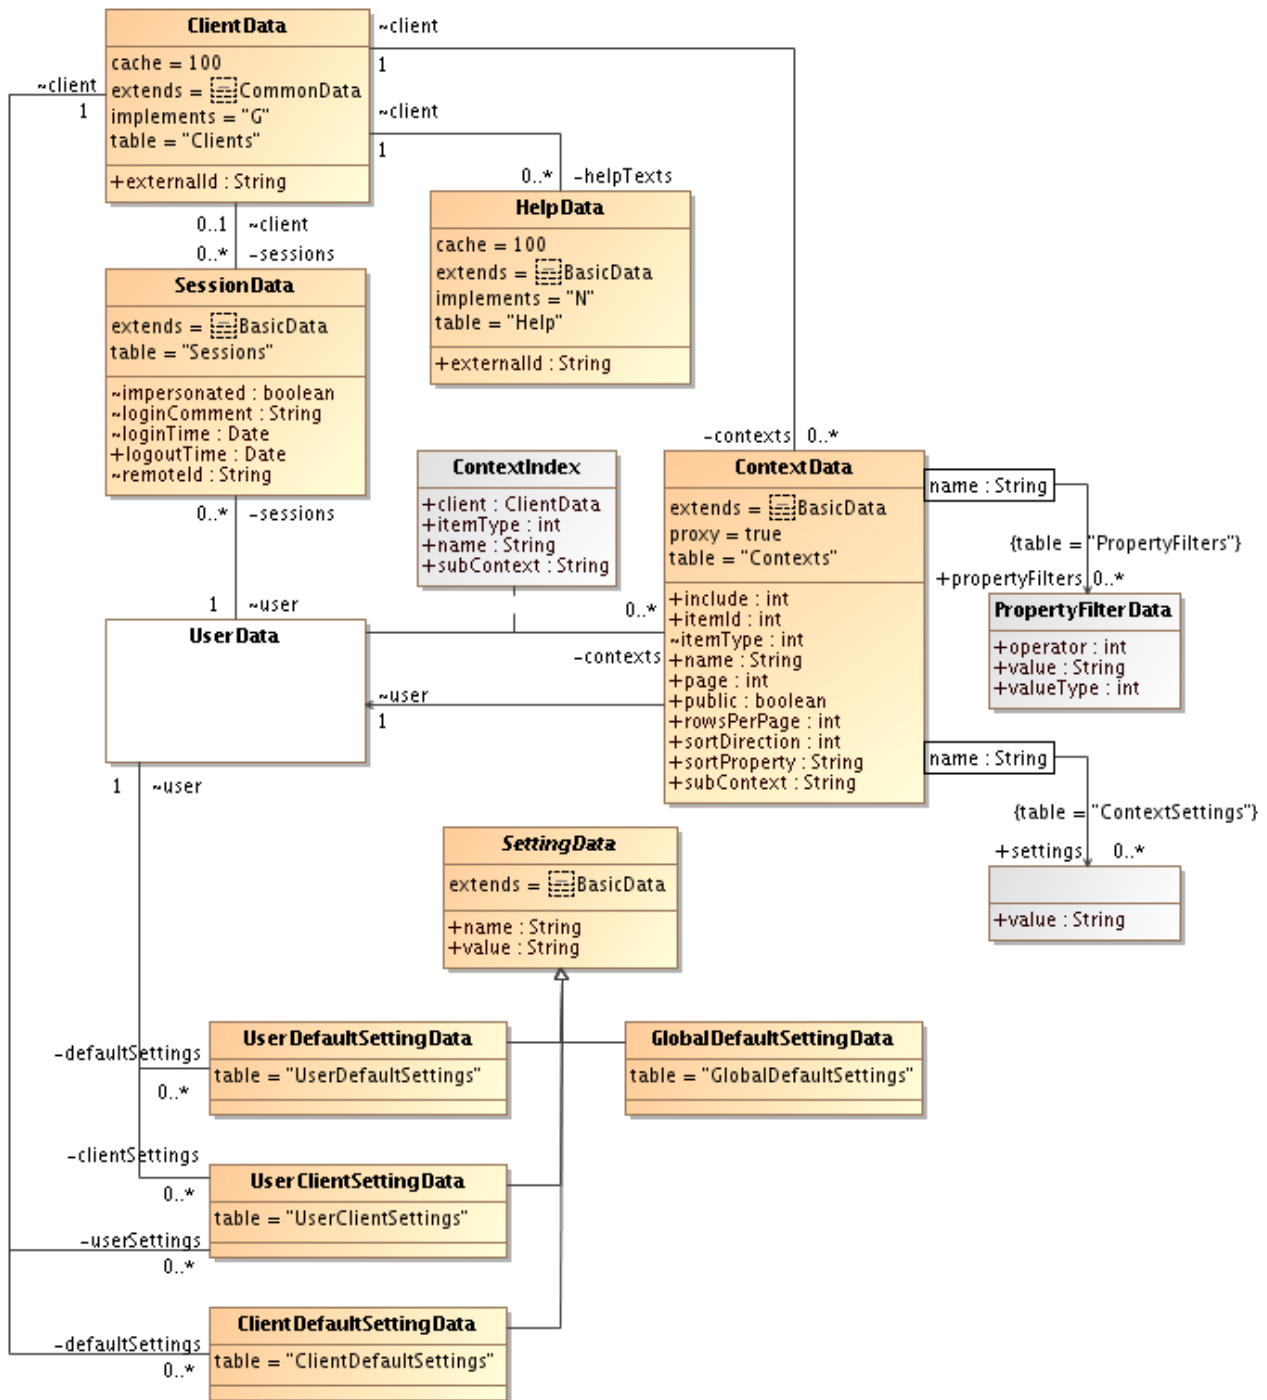 ClientData
cache = 100
extends = CommonData
implements = "G"
table = "Clients"
+externalId : String
~client
1
~client
1
~client
1
0..* -helpTexts
HelpData
cache = 100
extends = BasicData
implements = "N"
table = "Help"
+externalId : String
0..1 ~client
0..* -sessions
SessionData
extends = BasicData
table = "Sessions"
~impersonated : boolean
~loginComment : String
~loginTime : Date
+logoutTime : Date
~remoteId : String
0..* -sessions
1 ~user
UserData
ContextIndex
+client : ClientData
+itemType : int
+name : String
+subContext : String
-contexts 0..*
ContextData
extends = BasicData
proxy = true
table = "Contexts"
+include : int
+itemId : int
~itemType : int
+name : String
+page : int
+public : boolean
+rowsPerPage : int
+sortDirection : int
+sortProperty : String
+subContext : String
0..*
-contexts
~user
1
name : String
{table = "PropertyFilters"}
+propertyFilters 0..*
PropertyFilterData
+operator : int
+value : String
+valueType : int
name : String
{table = "ContextSettings"}
+settings 0..*
+value : String
1 ~user
SettingData
extends = BasicData
+name : String
+value : String
-defaultSettings
0..*
UserDefaultSettingData
table = "UserDefaultSettings"
GlobalDefaultSettingData
table = "GlobalDefaultSettings"
-clientSettings
0..*
UserClientSettingData
table = "UserClientSettings"
-userSettings
0..*
ClientDefaultSettingData
table = "ClientDefaultSettings"
-defaultSettings
0..*